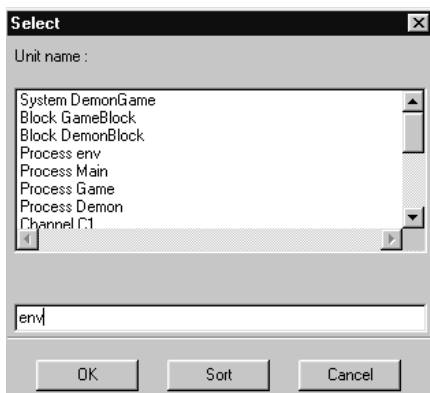 Select
Unit name :
System DemonGame
Block GameBlock
Block DemonBlock
Process env
Process Main
Process Game
Process Demon
Channel C1
env
OK Sort Cancel